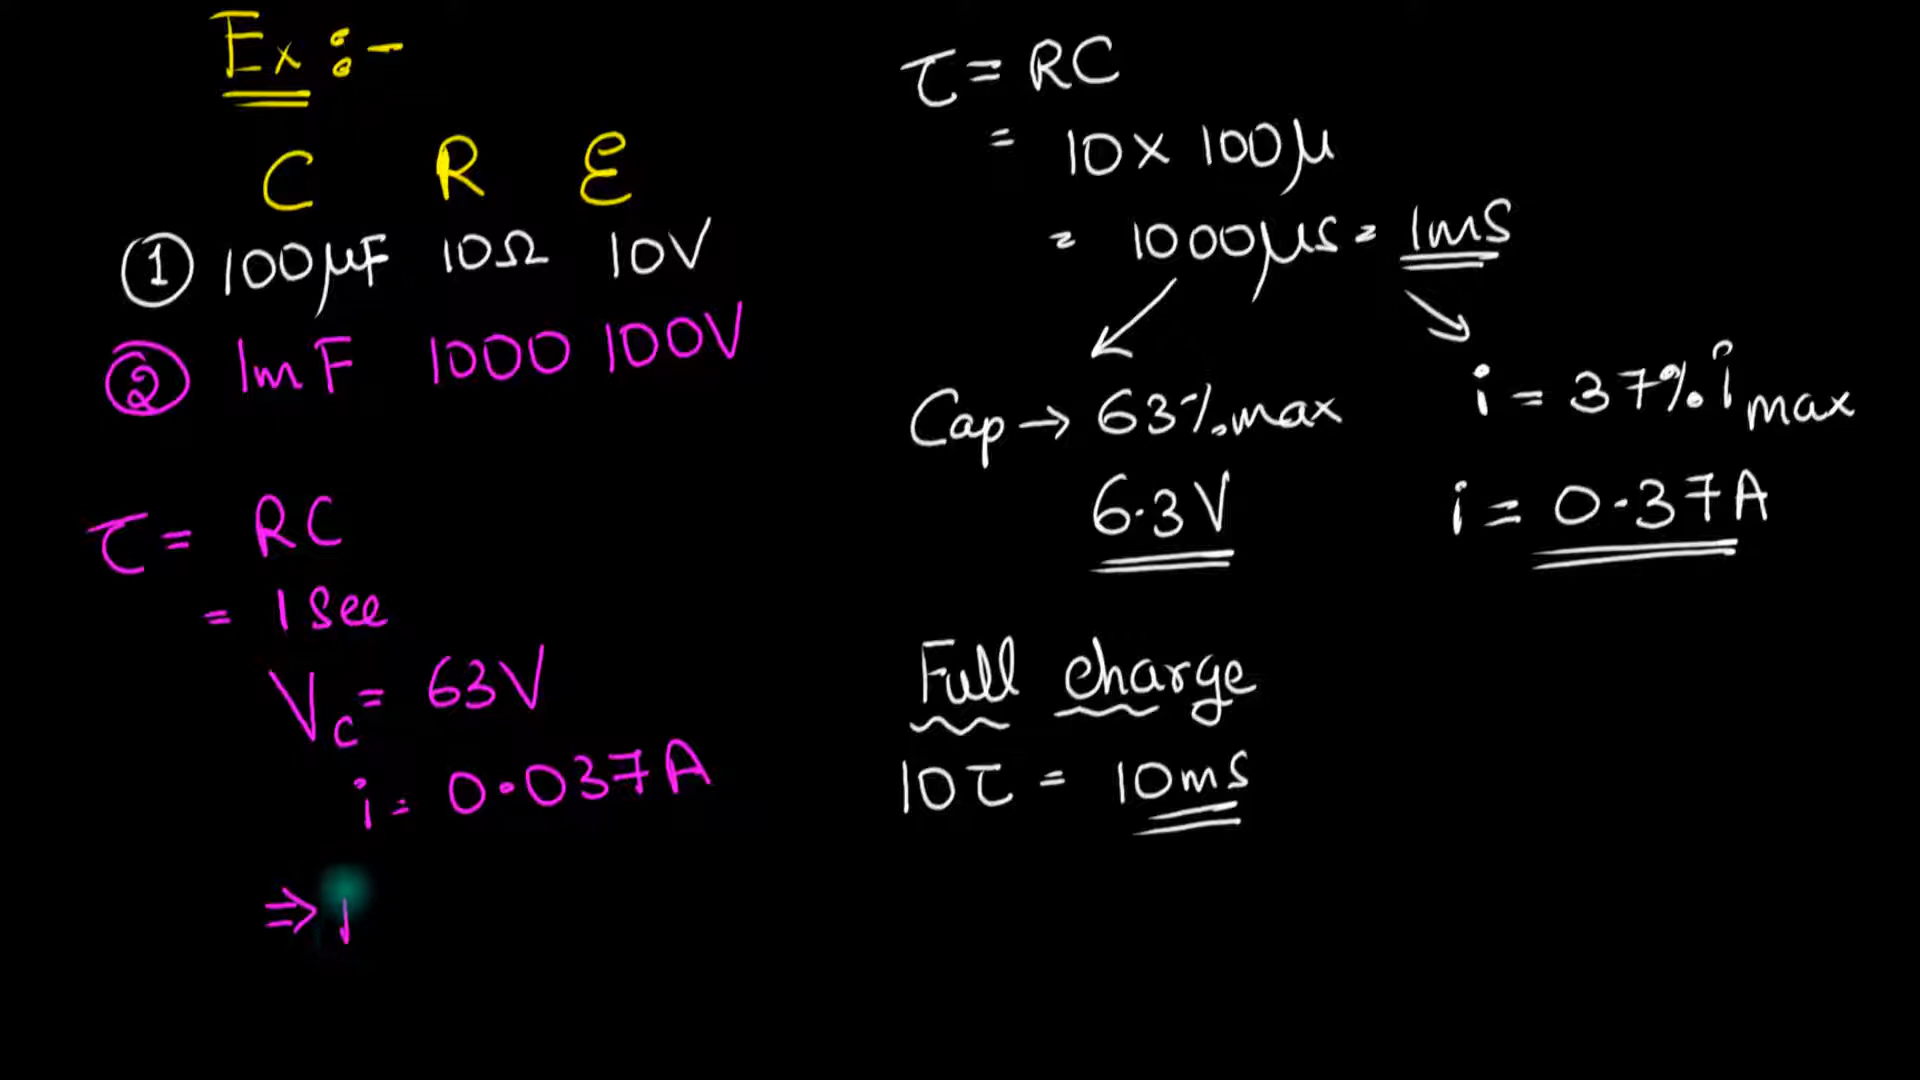 Ex :-
C R ε
① 100μF 10Ω 10V
② 1mF 1000 100V
τ = RC
= 1 Sec
Vc = 63V
i = 0.037A
⇒ 1
τ = RC
= 10 x 100μ
= 1000μs = 1ms
Cap → 63% max
6.3V
i = 37% imax
i = 0.37A
Full charge
10τ = 10ms